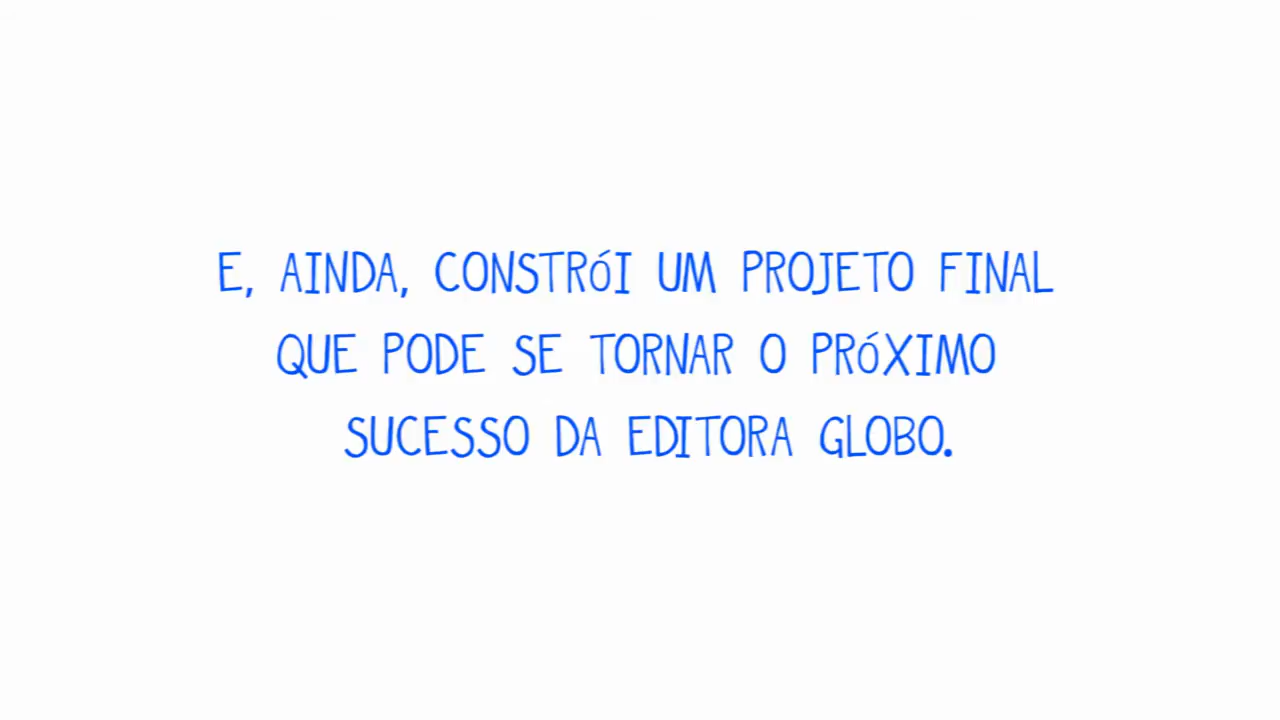 E, AINDA, CONSTRÓI UM PROJETO FINAL
QUE PODE SE TORNAR O PRÓXIMO
SUCESSO DA EDITORA GLOBO.